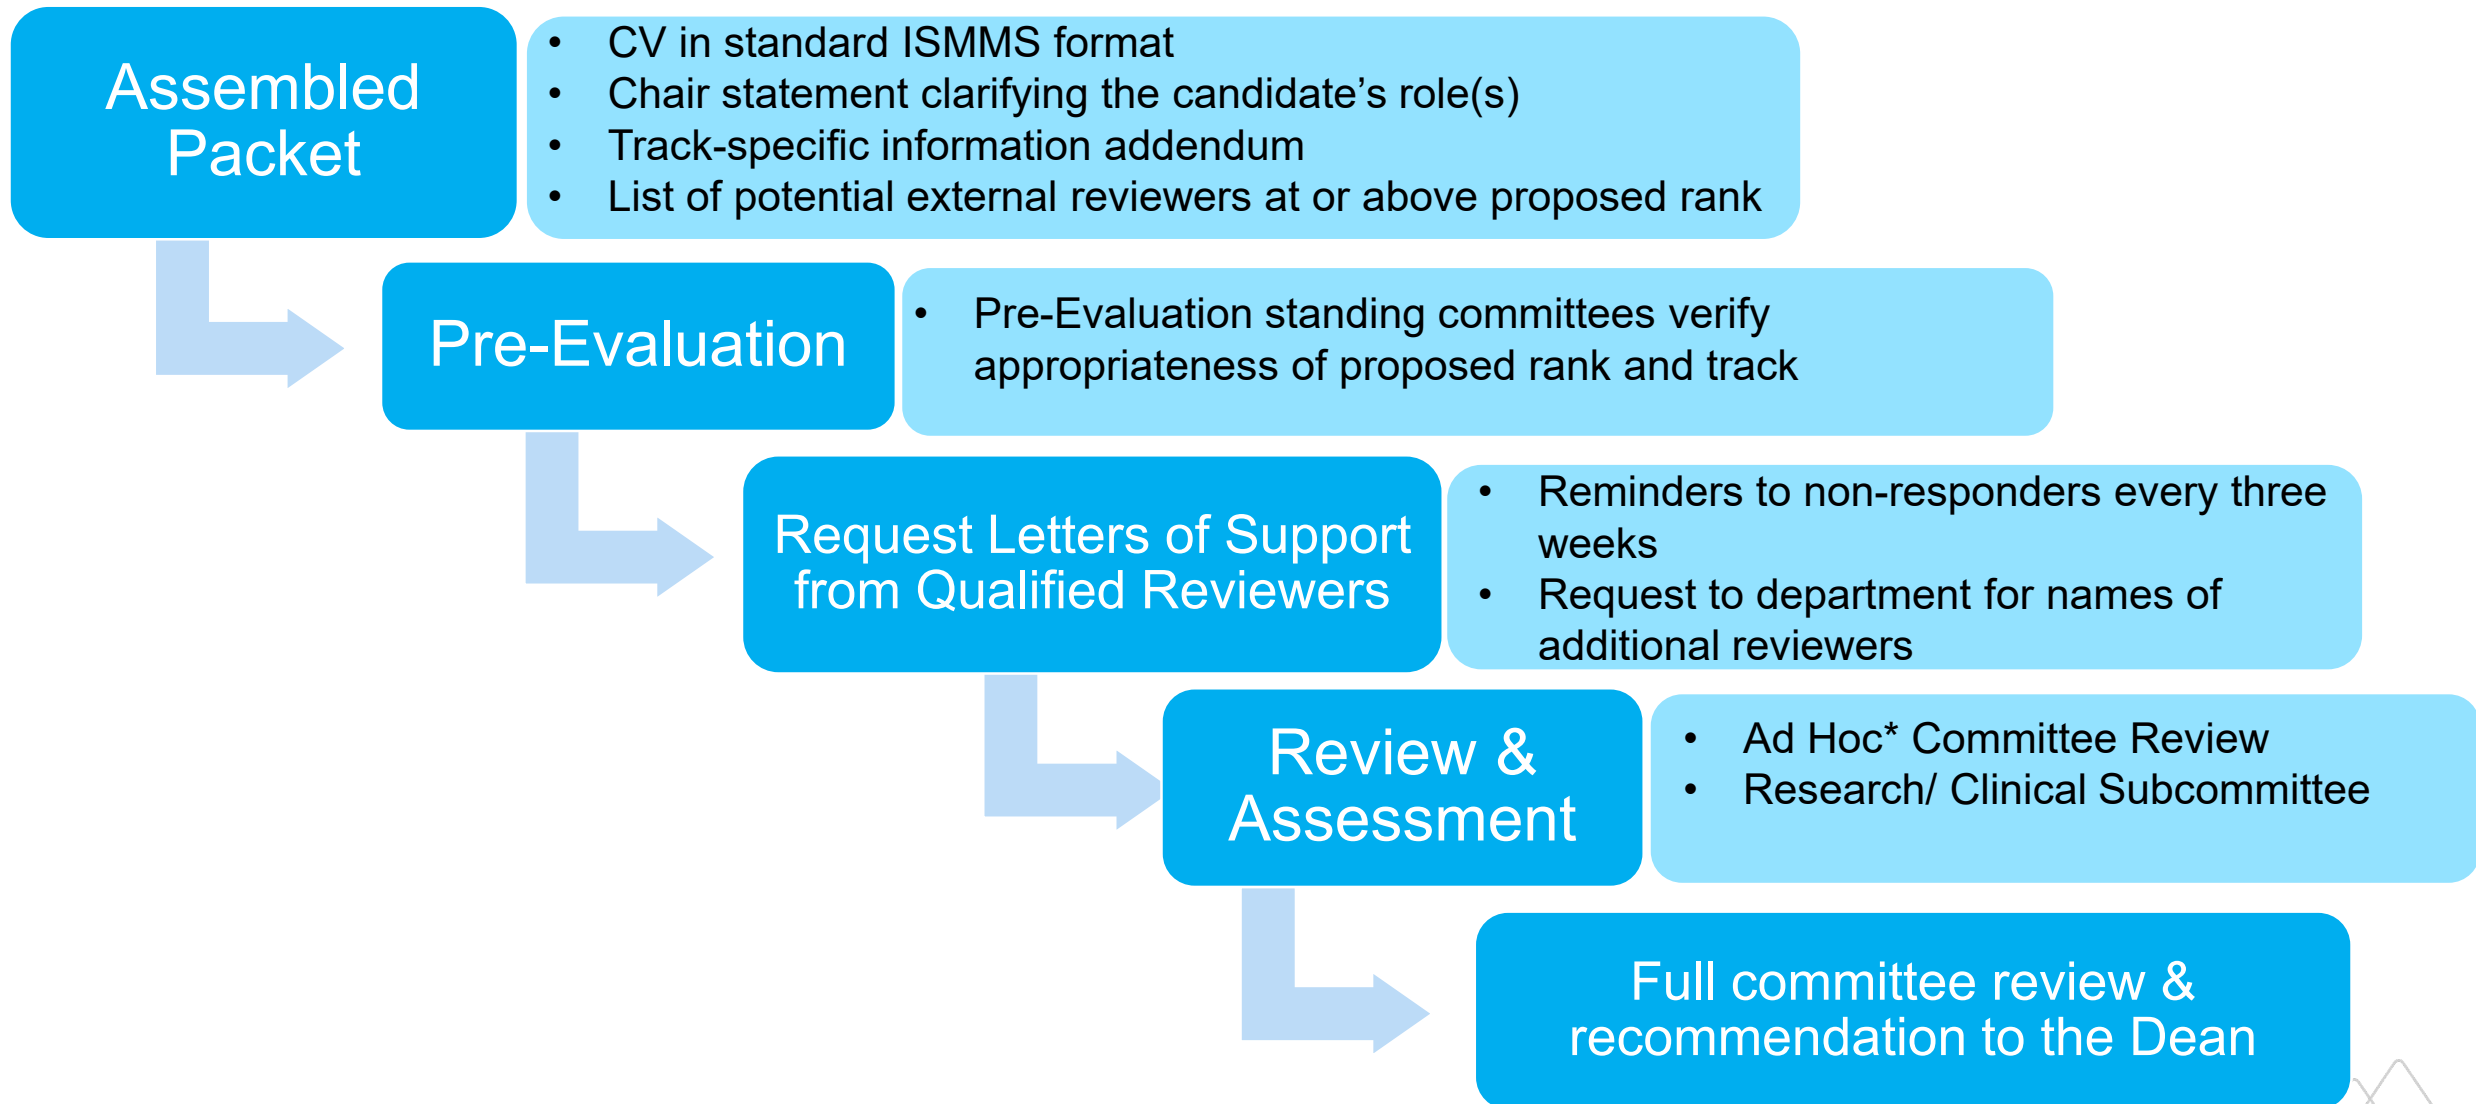 Assembled
Packet
• CV in standard ISMMS format
• Chair statement clarifying the candidate’s role(s)
• Track-specific information addendum
• List of potential external reviewers at or above proposed rank
Pre-Evaluation
• Pre-Evaluation standing committees verify
appropriateness of proposed rank and track
Request Letters of Support
from Qualified Reviewers
• Reminders to non-responders every three
weeks
• Request to department for names of
additional reviewers
Review &
Assessment
• Ad Hoc* Committee Review
• Research/ Clinical Subcommittee
Full committee review &
recommendation to the Dean